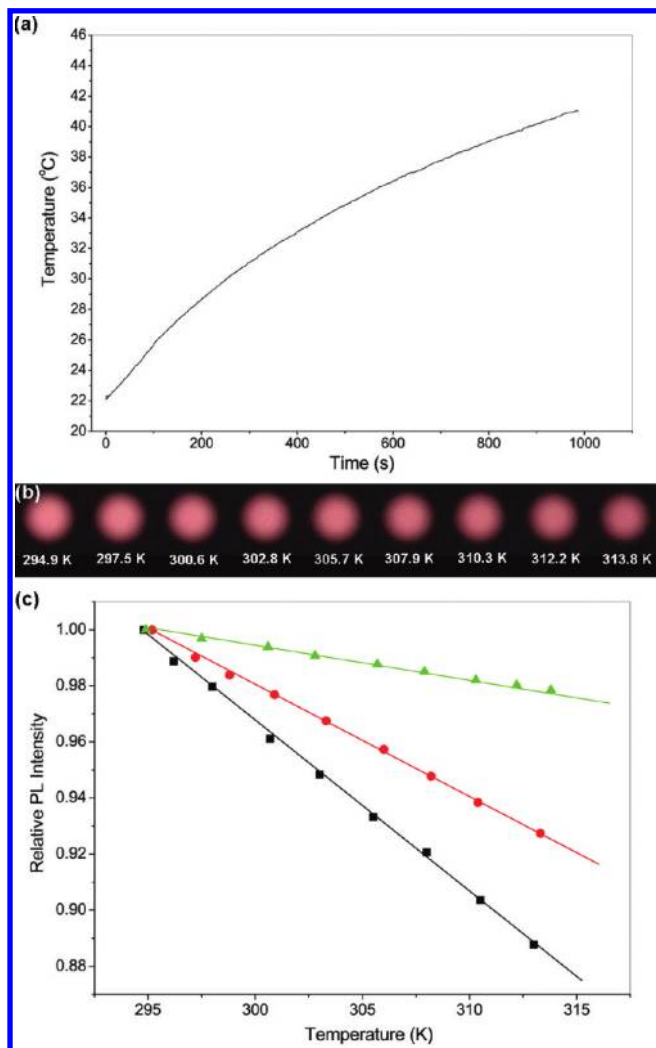 (a)
46
44
42
40
38
36
34
32
30
28
26
24
22
20
Temperature (°C)
0 200 400 600 800 1000
Time (s)
(b)
294.9 K 297.5 K 300.6 K 302.8 K 305.7 K 307.9 K 310.3 K 312.2 K 313.8 K
(c)
1.00
0.98
0.96
0.94
0.92
0.90
0.88
Relative PL Intensity
295 300 305 310 315
Temperature (K)